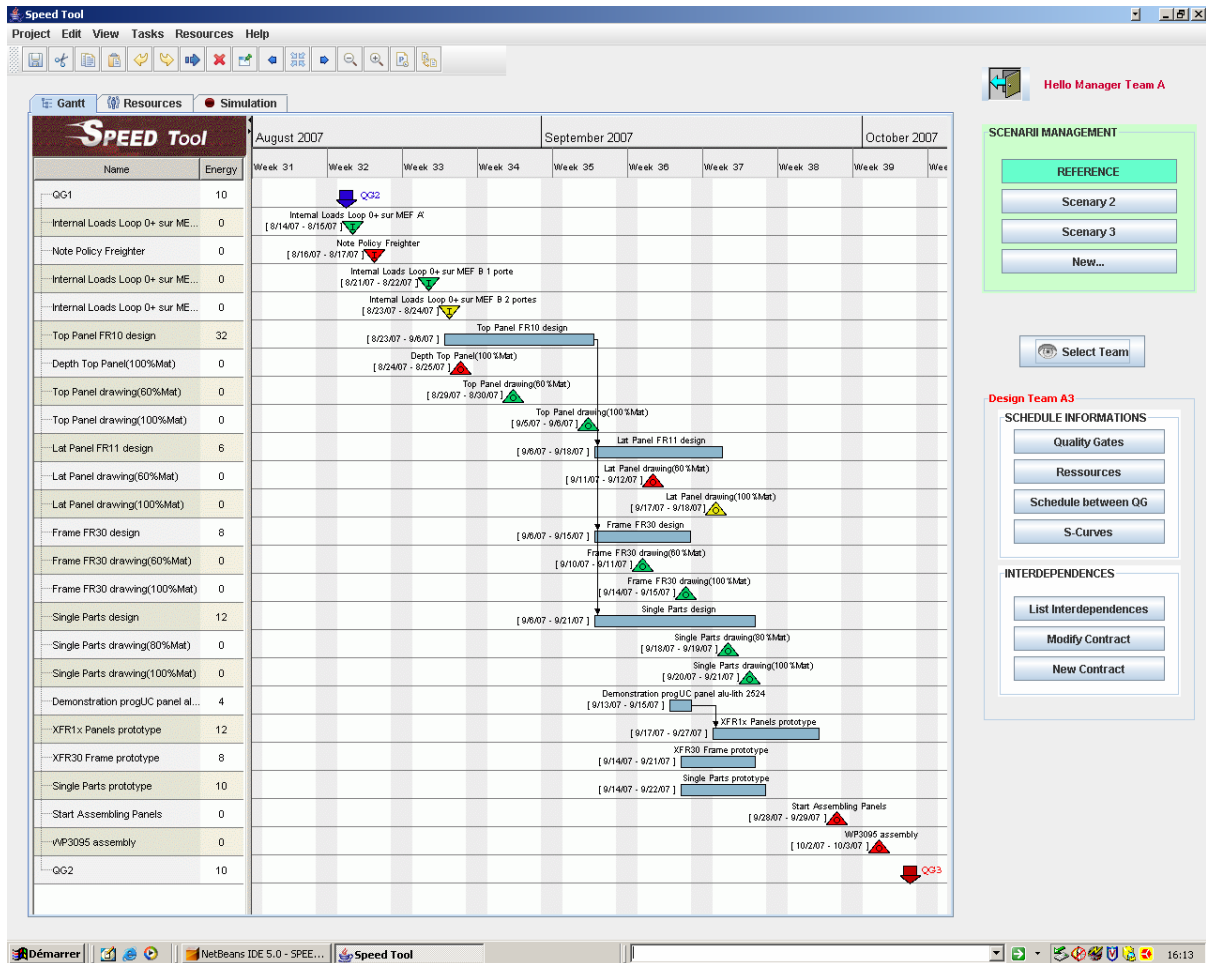 Speed Tool
Project Edit View Tasks Resources Help
Gantt Resources Simulation
Hello Manager Team A
SPEED Tool
August 2007 September 2007 October 2007
Name Energy Week 31 Week 32 Week 33 Week 34 Week 35 Week 36 Week 37 Week 38 Week 39 Wee
QG1 10 QG2
Internal Loads Loop 0+ sur ME... 0 Internal Loads Loop 0+ sur MEF A'
[ 8/14/07 - 8/15/07 ] I
Note Policy Freighter 0 Note Policy Freighter
[ 8/16/07 - 8/17/07 ] I
Internal Loads Loop 0+ sur ME... 0 Internal Loads Loop 0+ sur MEF B 1 porte
[ 8/21/07 - 8/22/07 ] I
Internal Loads Loop 0+ sur ME... 0 Internal Loads Loop 0+ sur MEF B 2 portes
[ 8/23/07 - 8/24/07 ] I
Top Panel FR10 design 32 Top Panel FR10 design
[ 8/23/07 - 9/6/07 ]
Depth Top Panel(100%Mat) 0 Depth Top Panel(100%Mat)
[ 8/24/07 - 8/25/07 ] O
Top Panel drawing(60%Mat) 0 Top Panel drawing(60%Mat)
[ 8/29/07 - 8/30/07 ] O
Top Panel drawing(100%Mat) 0 Top Panel drawing(100%Mat)
[ 9/5/07 - 9/6/07 ] O
Lat Panel FR11 design 6 Lat Panel FR11 design
[ 9/6/07 - 9/18/07 ]
Lat Panel drawing(60%Mat) 0 Lat Panel drawing(60%Mat)
[ 9/11/07 - 9/12/07 ] O
Lat Panel drawing(100%Mat) 0 Lat Panel drawing(100%Mat)
[ 9/17/07 - 9/18/07 ] O
Frame FR30 design 8 Frame FR30 design
[ 9/6/07 - 9/15/07 ]
Frame FR30 drawing(60%Mat) 0 Frame FR30 drawing(60%Mat)
[ 9/10/07 - 9/11/07 ] O
Frame FR30 drawing(100%Mat) 0 Frame FR30 drawing(100%Mat)
[ 9/14/07 - 9/15/07 ] O
Single Parts design 12 Single Parts design
[ 9/6/07 - 9/21/07 ]
Single Parts drawing(80%Mat) 0 Single Parts drawing(80%Mat)
[ 9/18/07 - 9/19/07 ] O
Single Parts drawing(100%Mat) 0 Single Parts drawing(100%Mat)
[ 9/20/07 - 9/21/07 ] O
Demonstration progUC panel al... 4 Demonstration progUC panel alu-lith 2524
[ 9/13/07 - 9/15/07 ]
XFR1x Panels prototype 12 XFR1x Panels prototype
[ 9/17/07 - 9/27/07 ]
XFR30 Frame prototype 8 XFR30 Frame prototype
[ 9/14/07 - 9/21/07 ]
Single Parts prototype 10 Single Parts prototype
[ 9/14/07 - 9/22/07 ]
Start Assembling Panels 0 Start Assembling Panels
[ 9/28/07 - 9/29/07 ] O
WP3095 assembly 0 WP3095 assembly
[ 10/2/07 - 10/3/07 ] O
QG2 10 QG3
SCENARII MANAGEMENT
REFERENCE
Scenary 2
Scenary 3
New...
Select Team
Design Team A3
SCHEDULE INFORMATIONS
Quality Gates
Ressources
Schedule between QG
S-Curves
INTERDEPENDENCES
List Interdependences
Modify Contract
New Contract
Démarrer NetBeans IDE 5.0 - SPEE... Speed Tool 16:13